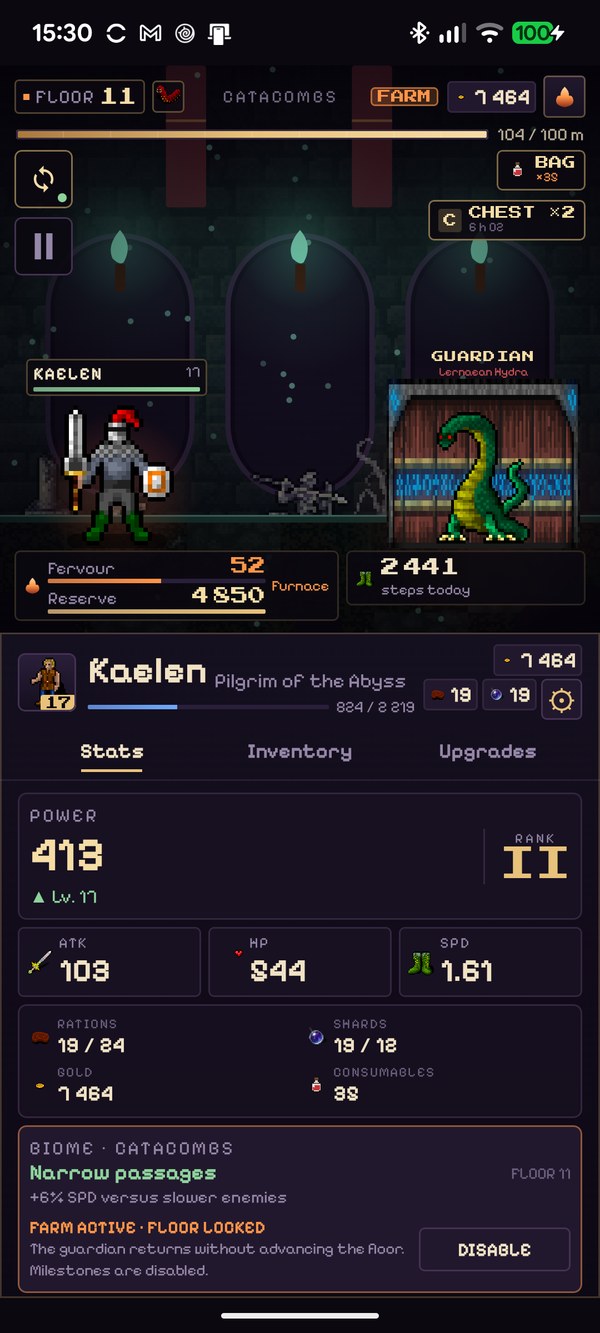 15:30
100
FLOOR 11
CATACOMBS
FARM
7 464
104 / 100 m
BAG
×38
C
CHEST ×2
6 h 02
KAELEN
17
GUARDIAN
Lernaean Hydra
Fervour
52
Furnace
Reserve
4 850
2 441
steps today
7 464
17
Kaelen
Pilgrim of the Abyss
824 / 2 219
19
19
Stats
Inventory
Upgrades
POWER
413
▲ Lv. 17
RANK
II
ATK
103
HP
944
SPD
1.61
RATIONS
19 / 24
SHARDS
19 / 12
GOLD
7 464
CONSUMABLES
38
BIOME · CATACOMBS
Narrow passages
FLOOR 11
+6% SPD versus slower enemies
FARM ACTIVE · FLOOR LOCKED
The guardian returns without advancing the floor.
Milestones are disabled.
DISABLE